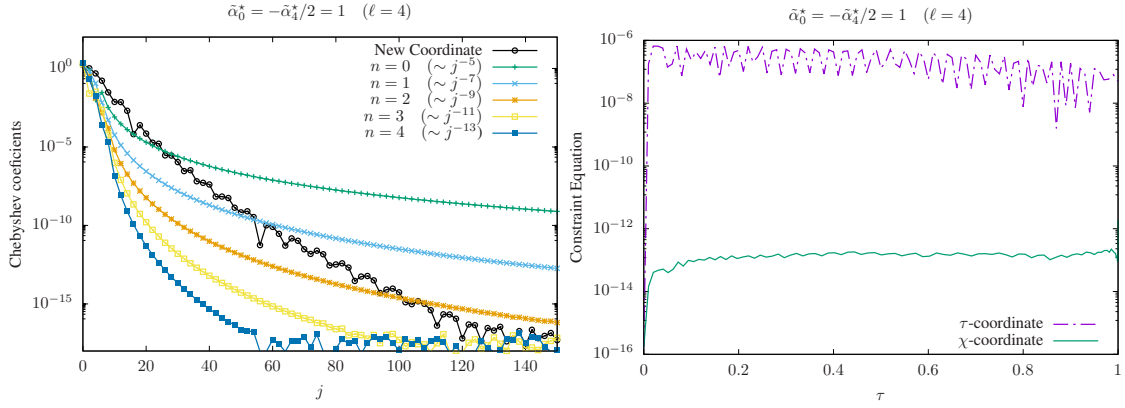 α̃₀* = −α̃₄*/2 = 1 (ℓ = 4)
Chebyshev coeficients
10⁰
10⁻⁵
10⁻¹⁰
10⁻¹⁵
New Coordinate
n = 0 (∼ j⁻⁵)
n = 1 (∼ j⁻⁷)
n = 2 (∼ j⁻⁹)
n = 3 (∼ j⁻¹¹)
n = 4 (∼ j⁻¹³)
0 20 40 60 80 100 120 140
j
α̃₀* = −α̃₄*/2 = 1 (ℓ = 4)
Constraint Equation
10⁻⁶
10⁻⁸
10⁻¹⁰
10⁻¹²
10⁻¹⁴
10⁻¹⁶
τ-coordinate
χ-coordinate
0 0.2 0.4 0.6 0.8 1
τ